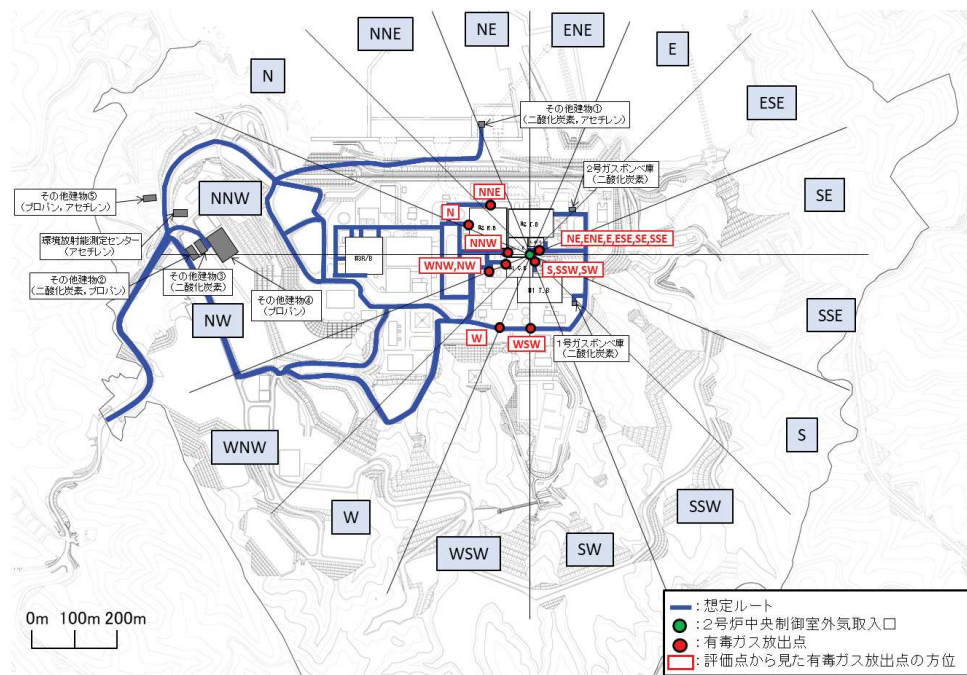 NNE
NE
ENE
E
N
ESE
その他建物①
(二酸化炭素,アセチレン)
2号ガスボンベ庫
(二酸化炭素)
その他建物⑤
(プロパン,アセチレン)
NNW
NNE
SE
N
環境放射能測定センター
(アセチレン)
NNW
NE,ENE,E,ESE,SE,SSE
WNW,NW
S,SSW,SW
その他建物②
(二酸化炭素,プロパン)
その他建物③
(二酸化炭素)
その他建物④
(プロパン)
NW
SSE
W
WSW
1号ガスボンベ庫
(二酸化炭素)
WNW
S
W
SSW
WSW
SW
0m 100m 200m
:想定ルート
:2号炉中央制御室外気取入口
:有毒ガス放出点
:評価点から見た有毒ガス放出点の方位